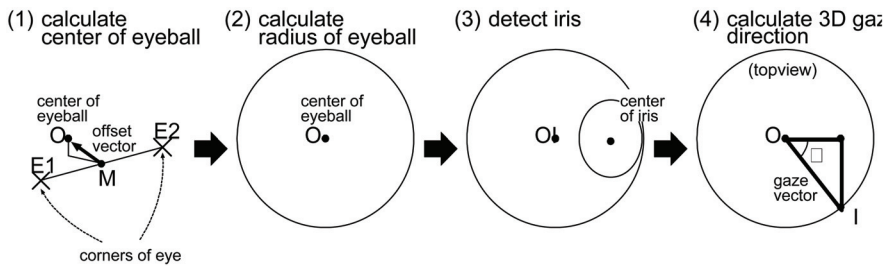 (1) calculate
center of eyeball
center of
eyeball
O
offset
vector
E2
E1
M
corners of eye
(2) calculate
radius of eyeball
center of
eyeball
O
(3) detect iris
OI
center
of iris
(4) calculate 3D gaz
direction
(topview)
O
gaze
vector
I